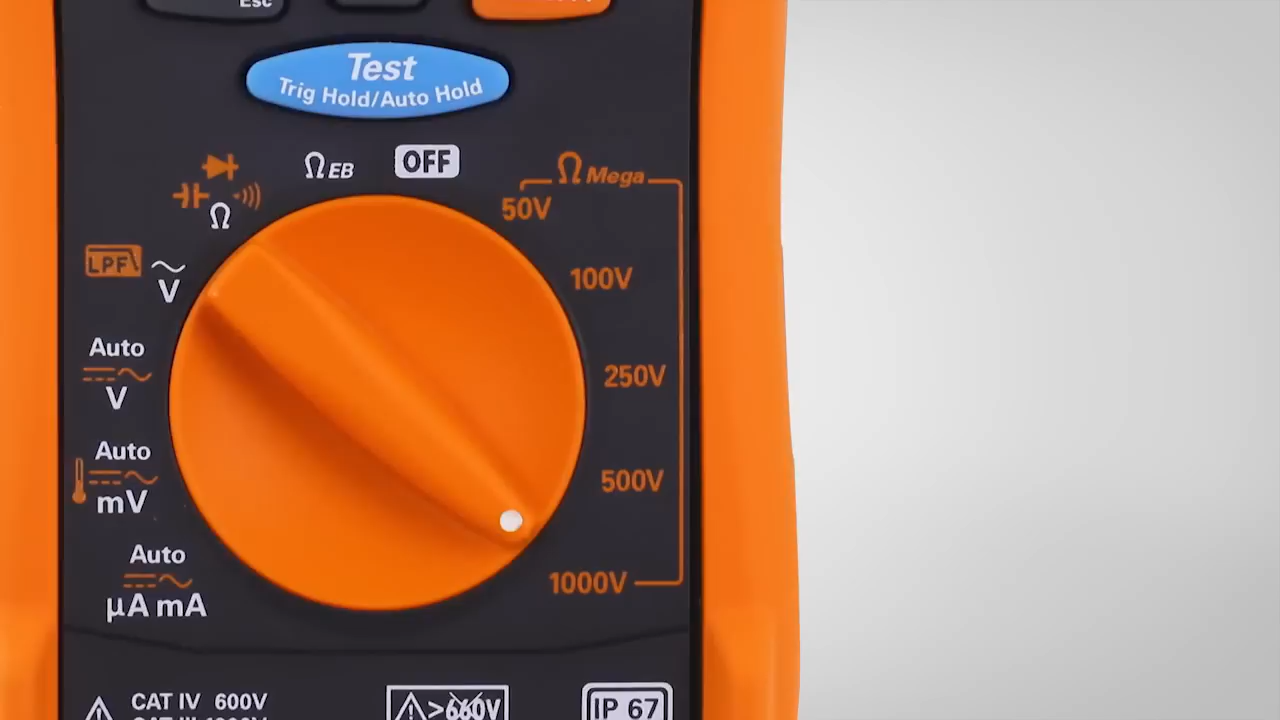 Esc
Test
Trig Hold/Auto Hold
Ω EB
OFF
Ω Mega
50V
Ω
LPF
V
100V
Auto
V
250V
Auto
mV
500V
Auto
µA mA
1000V
CAT IV 600V
>660V
IP 67